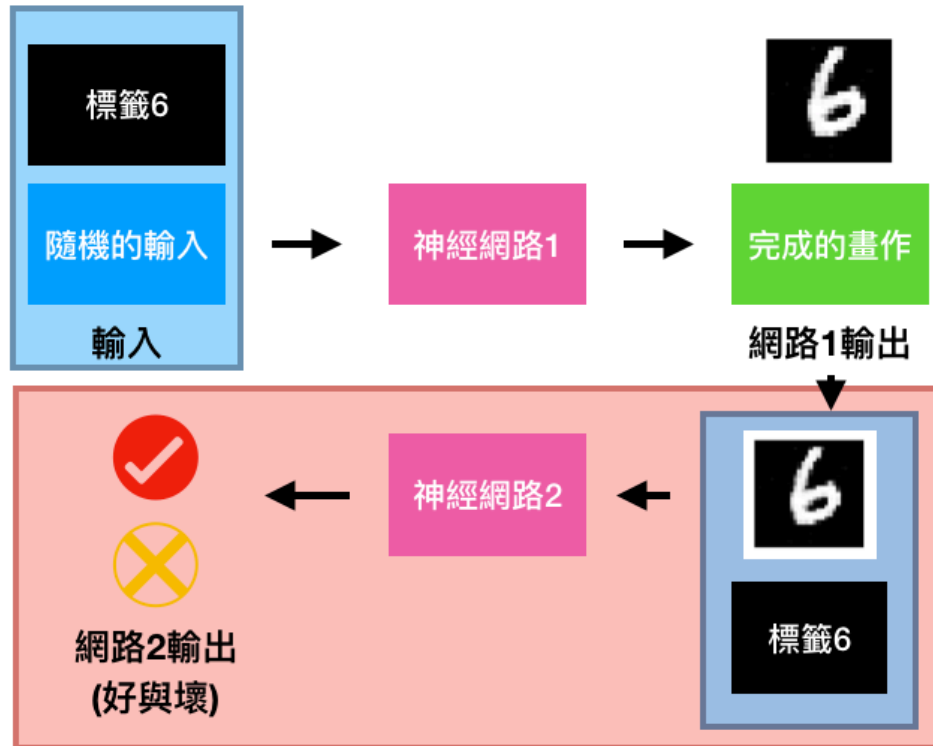 標籤6
隨機的輸入
輸入
神經網路1
6
完成的畫作
網路1輸出
6
標籤6
神經網路2
網路2輸出
(好與壞)